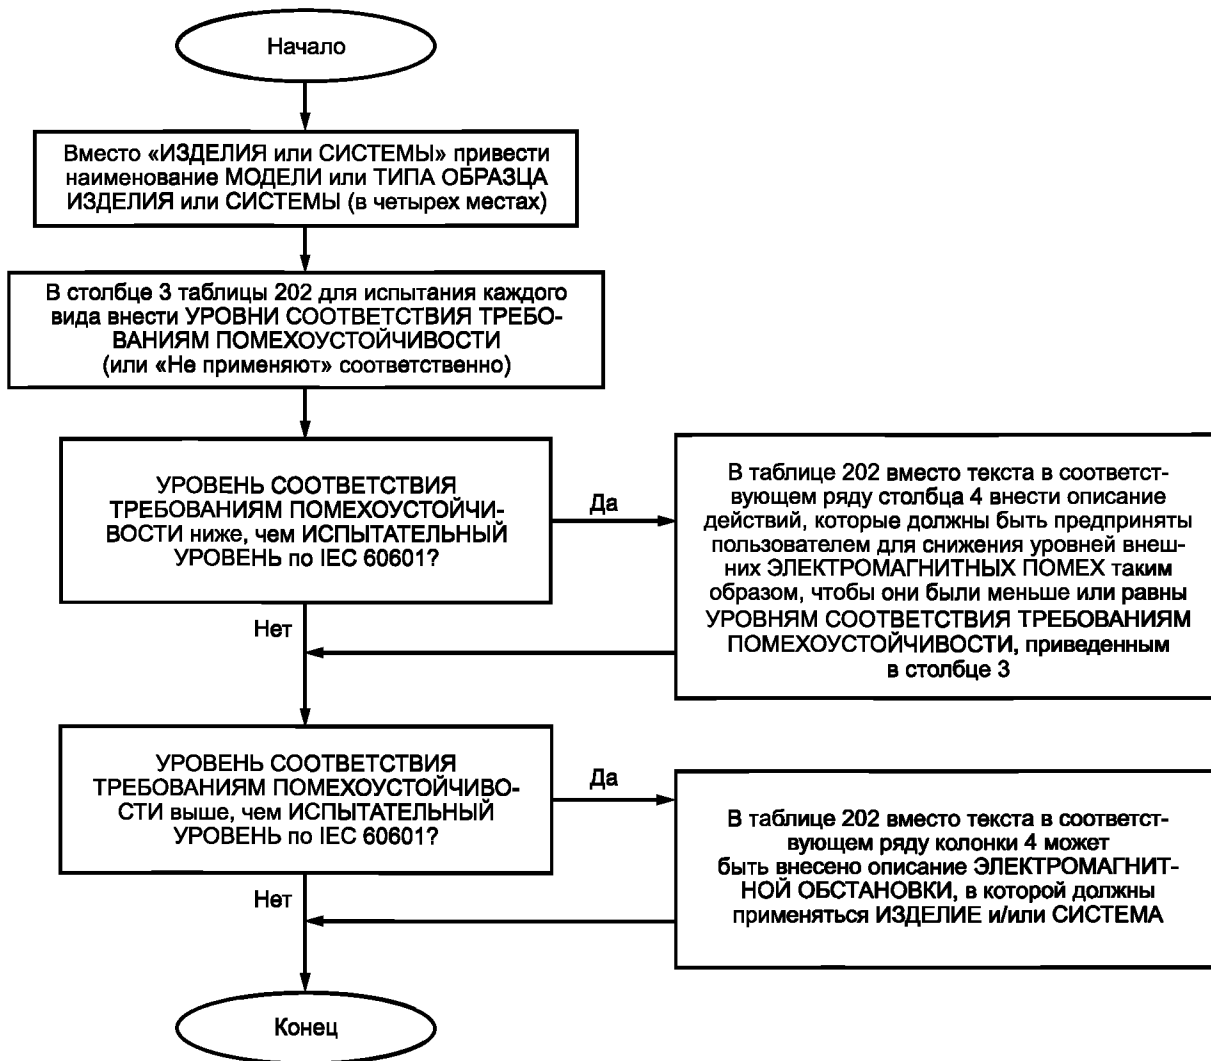 Начало
Вместо «ИЗДЕЛИЯ или СИСТЕМЫ» привести
наименование МОДЕЛИ или ТИПА ОБРАЗЦА
ИЗДЕЛИЯ или СИСТЕМЫ (в четырех местах)
В столбце 3 таблицы 202 для испытания каждого
вида внести УРОВНИ СООТВЕТСТВИЯ ТРЕБО-
ВАНИЯМ ПОМЕХОУСТОЙЧИВОСТИ
(или «Не применяют» соответственно)
УРОВЕНЬ СООТВЕТСТВИЯ
ТРЕБОВАНИЯМ ПОМЕХОУСТОЙЧИ-
ВОСТИ ниже, чем ИСПЫТАТЕЛЬНЫЙ
УРОВЕНЬ по IEC 60601?
Да
В таблице 202 вместо текста в соответст-
вующем ряду столбца 4 внести описание
действий, которые должны быть предприняты
пользователем для снижения уровней внеш-
них ЭЛЕКТРОМАГНИТНЫХ ПОМЕХ таким
образом, чтобы они были меньше или равны
УРОВНЯМ СООТВЕТСТВИЯ ТРЕБОВАНИЯМ
ПОМЕХОУСТОЙЧИВОСТИ, приведенным
в столбце 3
Нет
УРОВЕНЬ СООТВЕТСТВИЯ
ТРЕБОВАНИЯМ ПОМЕХОУСТОЙЧИВО-
СТИ выше, чем ИСПЫТАТЕЛЬНЫЙ
УРОВЕНЬ по IEC 60601?
Да
В таблице 202 вместо текста в соответст-
вующем ряду колонки 4 может
быть внесено описание ЭЛЕКТРОМАГНИТ-
НОЙ ОБСТАНОВКИ, в которой должны
применяться ИЗДЕЛИЕ и/или СИСТЕМА
Нет
Конец